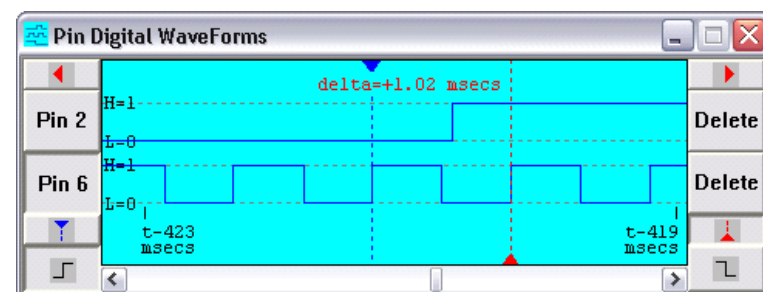 Pin Digital WaveForms
delta=+1.02 msecs
H=1
Pin 2
Delete
L=0
H=1
Pin 6
Delete
L=0
t-423
msecs
t-419
msecs